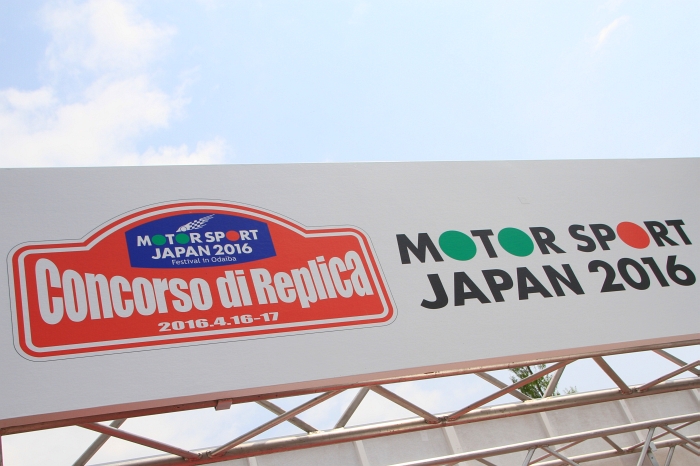 MOTOR SPORT
JAPAN 2016
Festival in Odaiba
Concorso di Replica
2016.4.16-17
MOTOR SPORT
JAPAN 2016